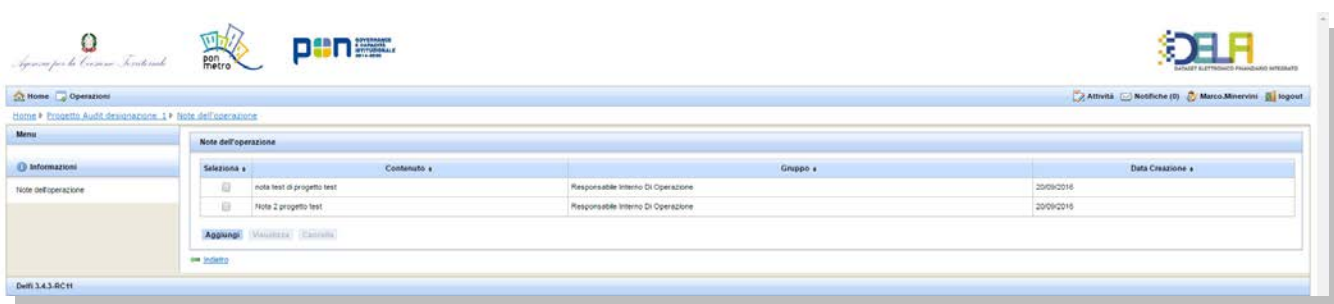 Agenzia per la Coesione Territoriale
pon metro
pon GOVERNANCE E CAPACITÀ ISTITUZIONALE 2014-2020
DELFI
Home Operazioni
Attività Notifiche (0) Marco.Minervini logout
Home Progetto Audit designazione_1 Note dell'operazione
Menu
Informazioni
Note dell'operazione
Note dell'operazione
Seleziona Contenuto Gruppo Data Creazione
nota test di progetto test Responsabile Interno Di Operazione 20/09/2016
Note 2 progetto test Responsabile Interno Di Operazione 20/09/2016
Aggiungi Visualizza Cancella
Indietro
Delfi 3.4.3-RC11